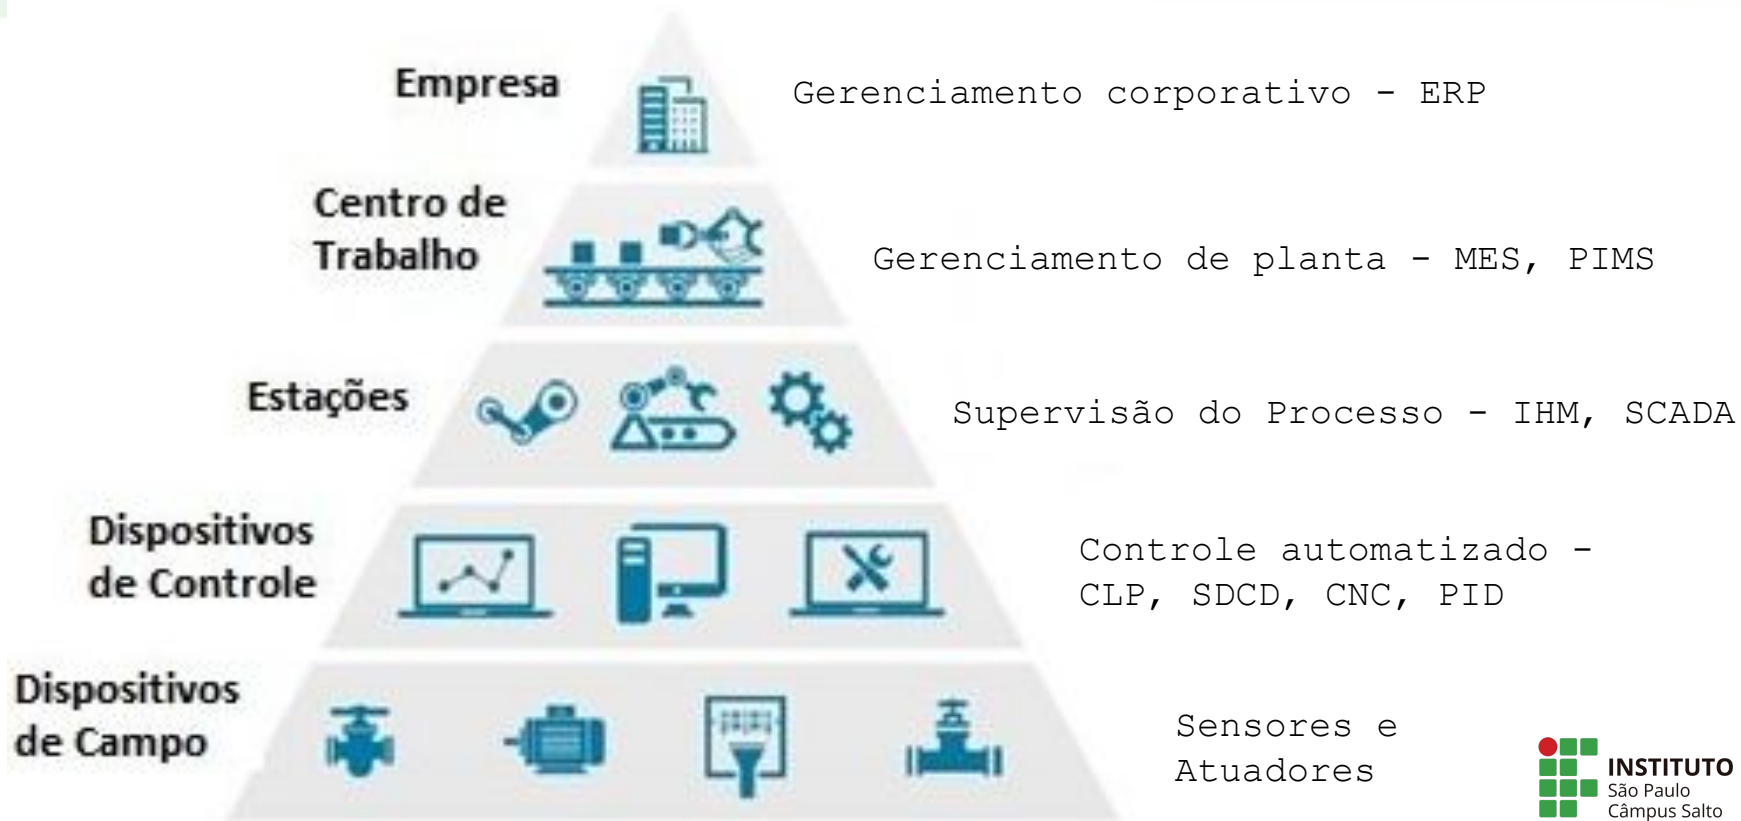 Empresa
Gerenciamento corporativo - ERP
Centro de
Trabalho
Gerenciamento de planta - MES, PIMS
Estações
Supervisão do Processo - IHM, SCADA
Dispositivos
de Controle
Controle automatizado -
CLP, SDCD, CNC, PID
Dispositivos
de Campo
Sensores e
Atuadores
INSTITUTO
São Paulo
Câmpus Salto